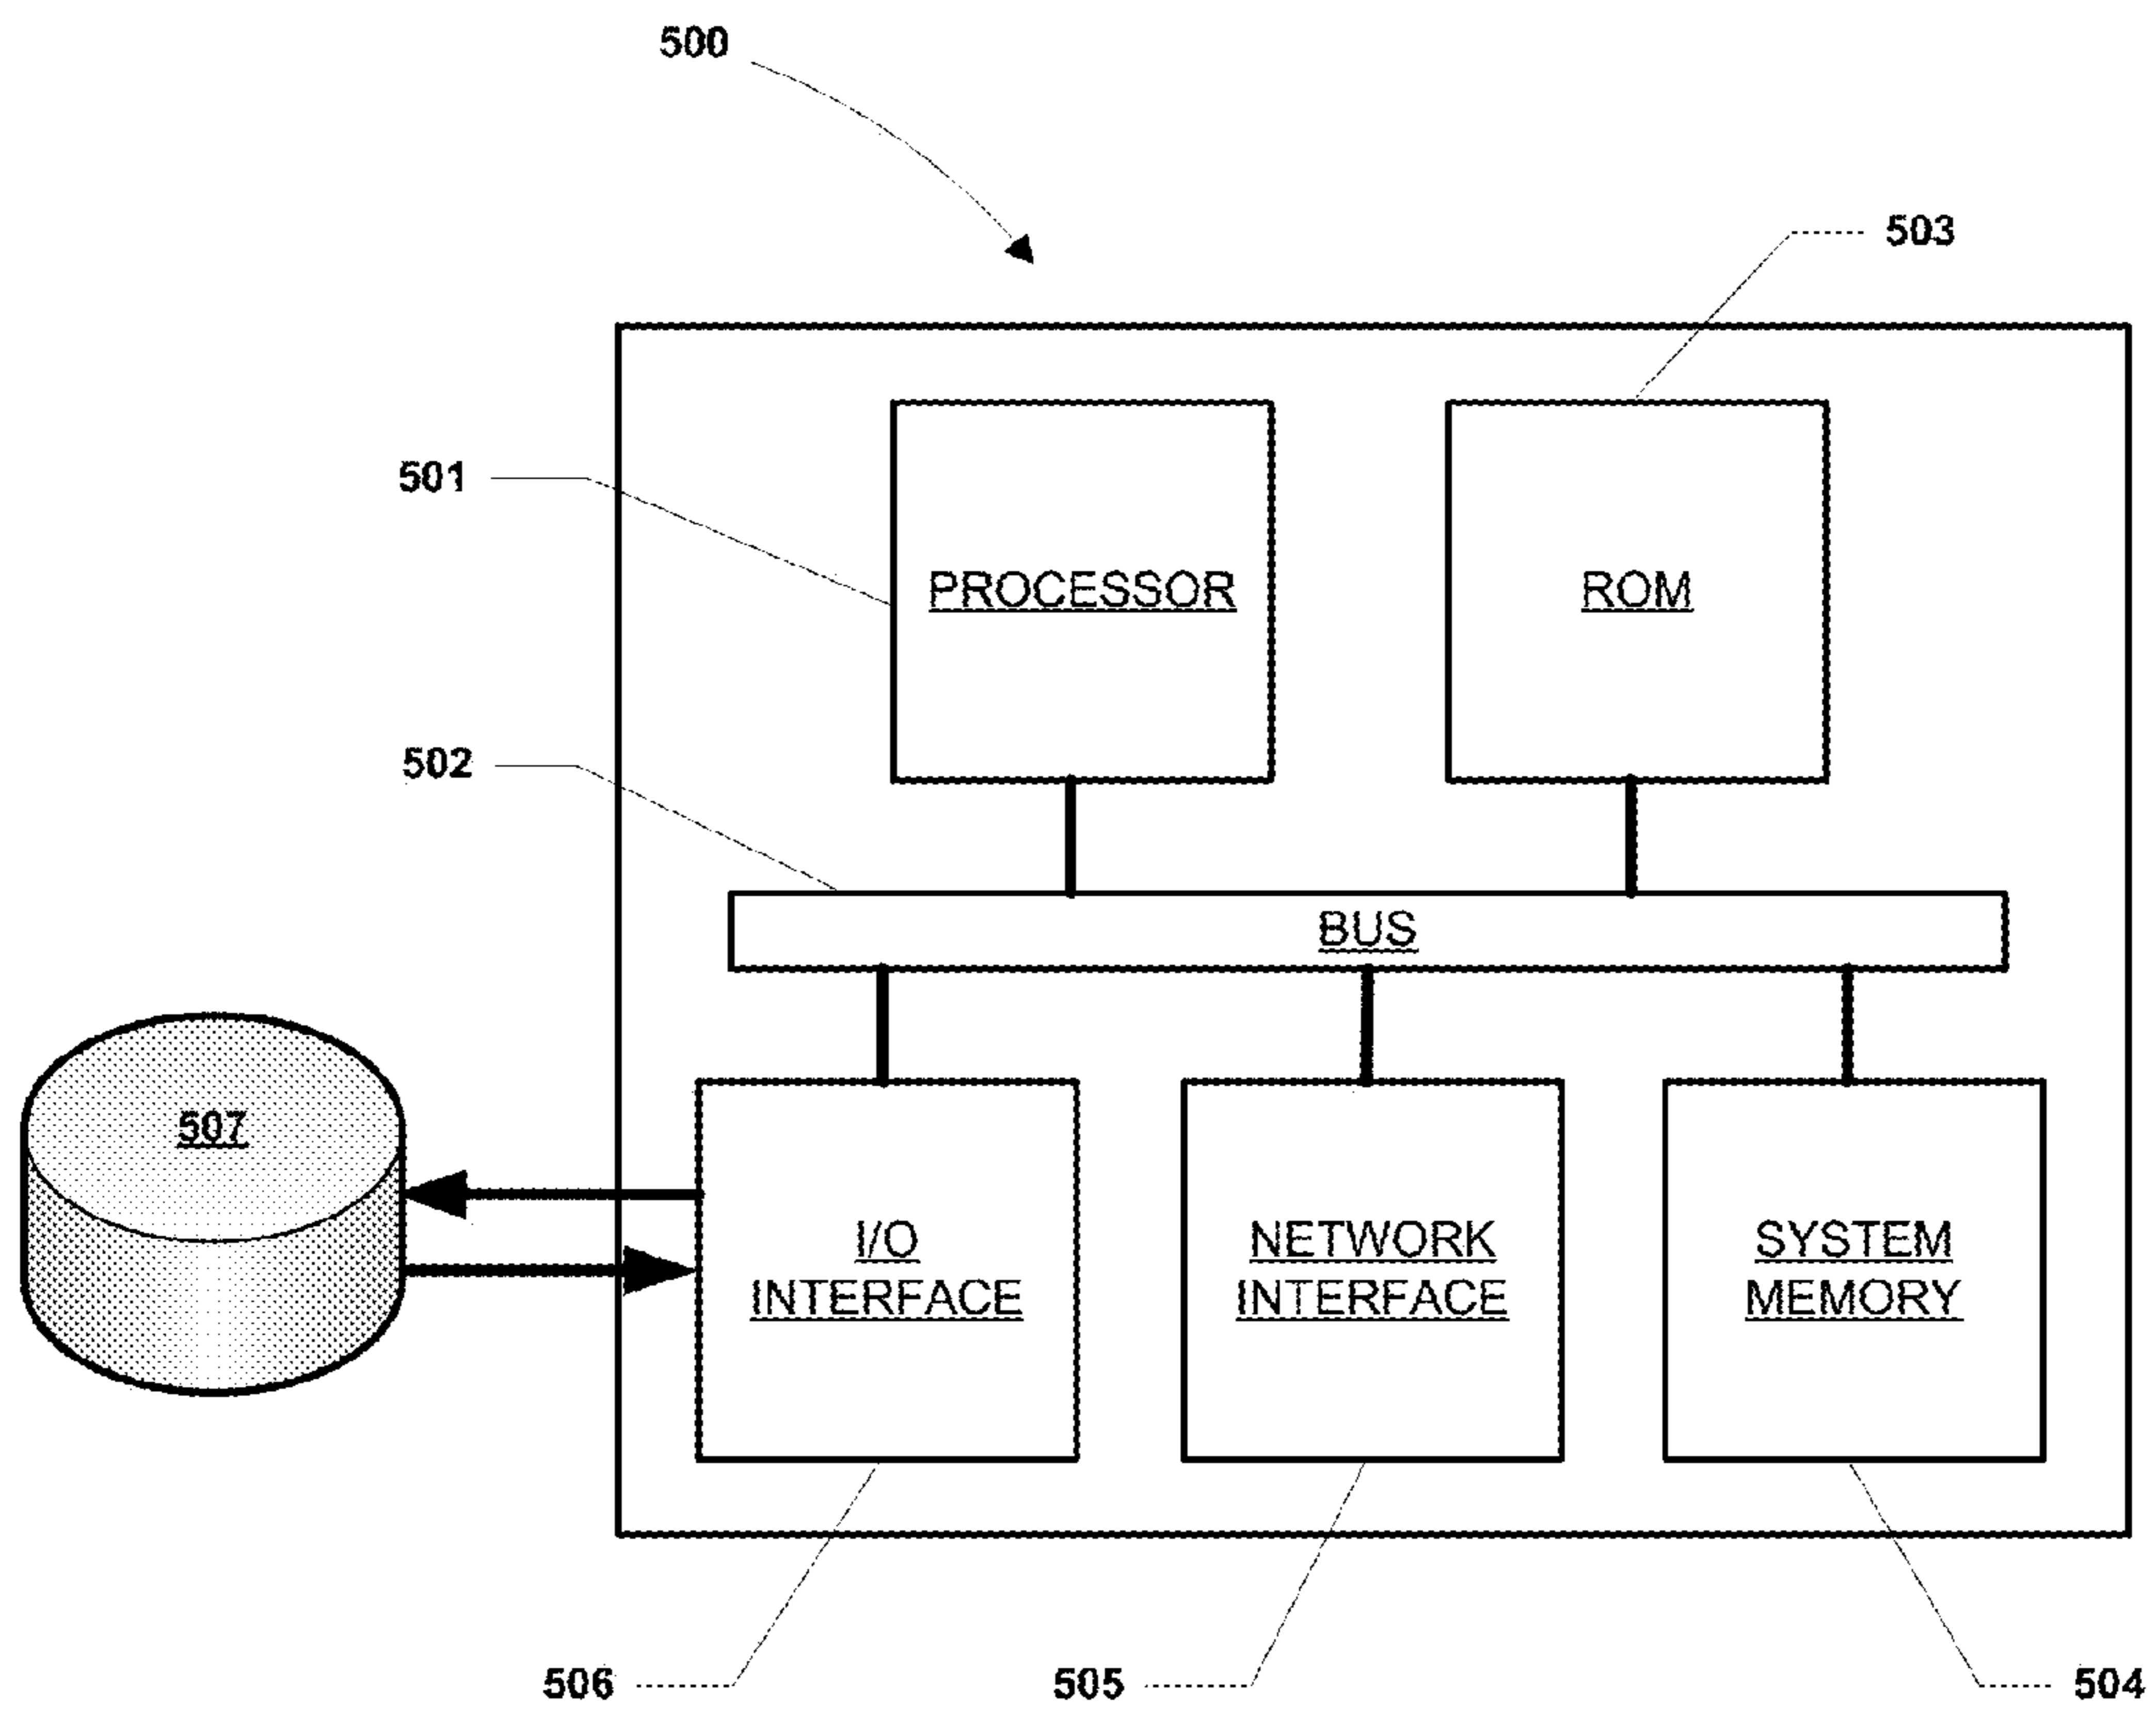 500
503
501
PROCESSOR
ROM
502
BUS
507
I/O
INTERFACE
NETWORK
INTERFACE
SYSTEM
MEMORY
506
505
504